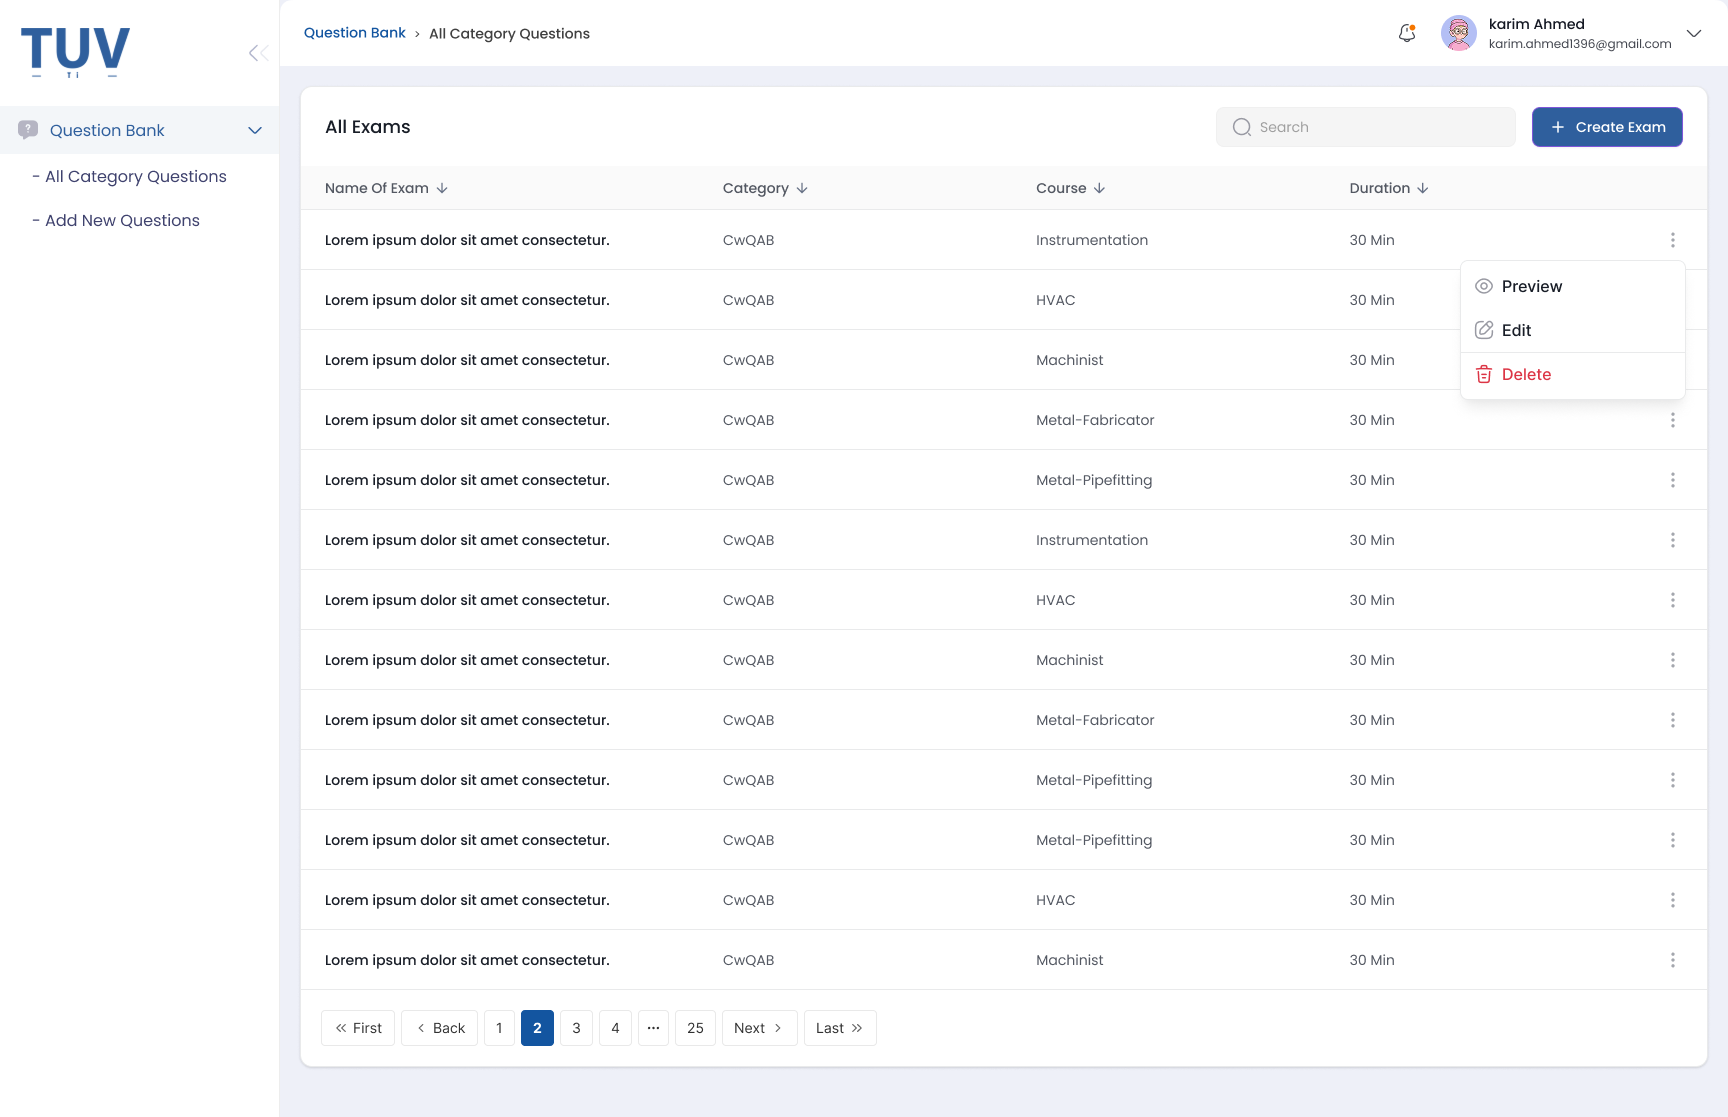 TUV
Question Bank
- All Category Questions
- Add New Questions
Question Bank › All Category Questions
karim Ahmed
karim.ahmed1396@gmail.com
All Exams
Search
+ Create Exam
Name Of Exam Category Course Duration
Lorem ipsum dolor sit amet consectetur. CwQAB Instrumentation 30 Min
Lorem ipsum dolor sit amet consectetur. CwQAB HVAC 30 Min
Lorem ipsum dolor sit amet consectetur. CwQAB Machinist 30 Min
Preview
Edit
Delete
Lorem ipsum dolor sit amet consectetur. CwQAB Metal-Fabricator 30 Min
Lorem ipsum dolor sit amet consectetur. CwQAB Metal-Pipefitting 30 Min
Lorem ipsum dolor sit amet consectetur. CwQAB Instrumentation 30 Min
Lorem ipsum dolor sit amet consectetur. CwQAB HVAC 30 Min
Lorem ipsum dolor sit amet consectetur. CwQAB Machinist 30 Min
Lorem ipsum dolor sit amet consectetur. CwQAB Metal-Fabricator 30 Min
Lorem ipsum dolor sit amet consectetur. CwQAB Metal-Pipefitting 30 Min
Lorem ipsum dolor sit amet consectetur. CwQAB Metal-Pipefitting 30 Min
Lorem ipsum dolor sit amet consectetur. CwQAB HVAC 30 Min
Lorem ipsum dolor sit amet consectetur. CwQAB Machinist 30 Min
« First ‹ Back 1 2 3 4 ... 25 Next › Last »